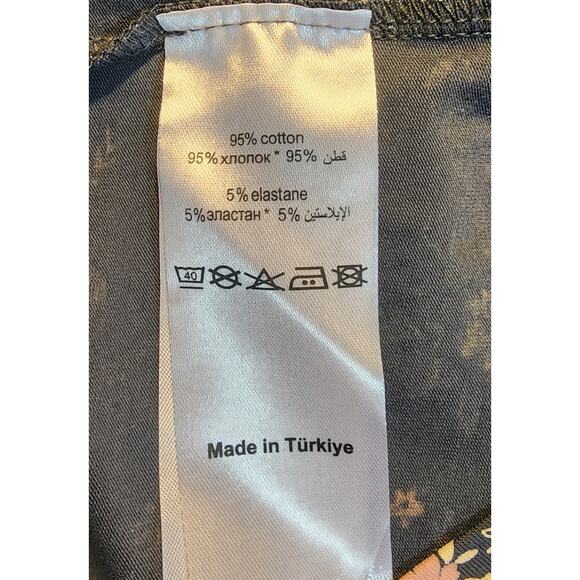 95% cotton
95% хлопок * 95% قطن
5% elastane
5%эластан * 5% الإيلاستين
40
Made in Türkiye